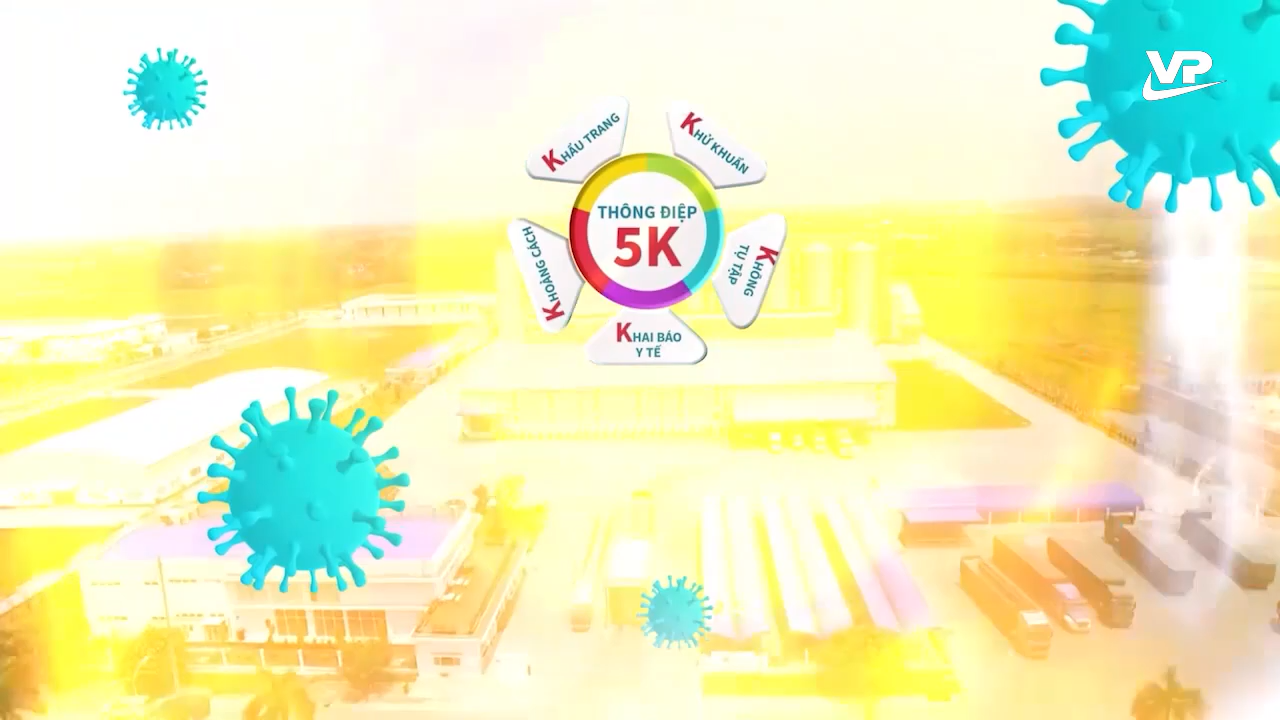 VP
KHẨU TRANG
KHỬ KHUẨN
THÔNG ĐIỆP
5K
KHOẢNG CÁCH
KHÔNG
TỤ TẬP
KHAI BÁO
Y TẾ